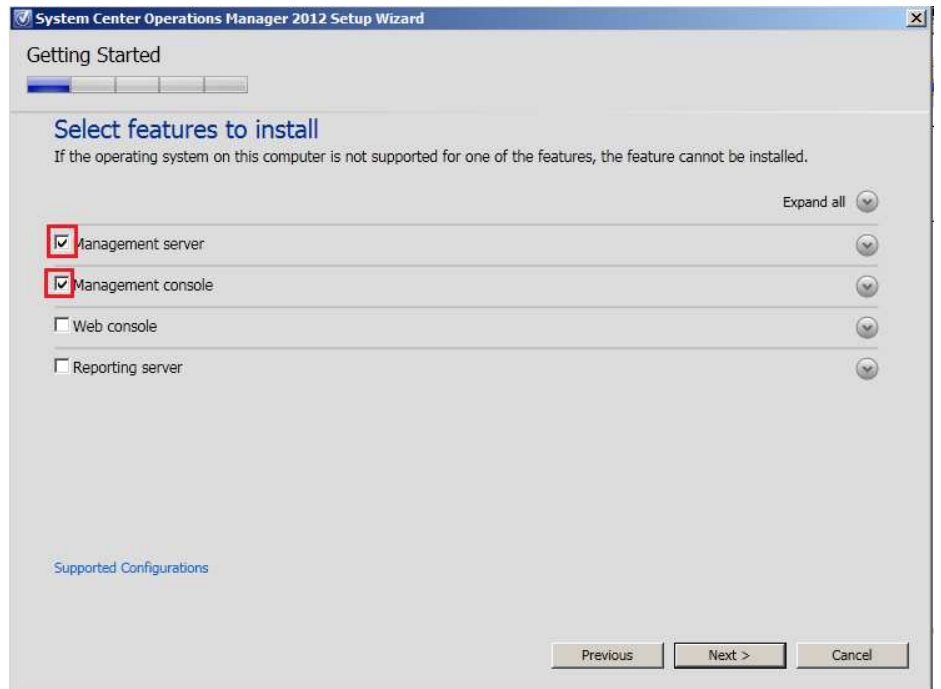 System Center Operations Manager 2012 Setup Wizard
Getting Started
Select features to install
If the operating system on this computer is not supported for one of the features, the feature cannot be installed.
Expand all
Management server
Management console
Web console
Reporting server
Supported Configurations
Previous
Next >
Cancel